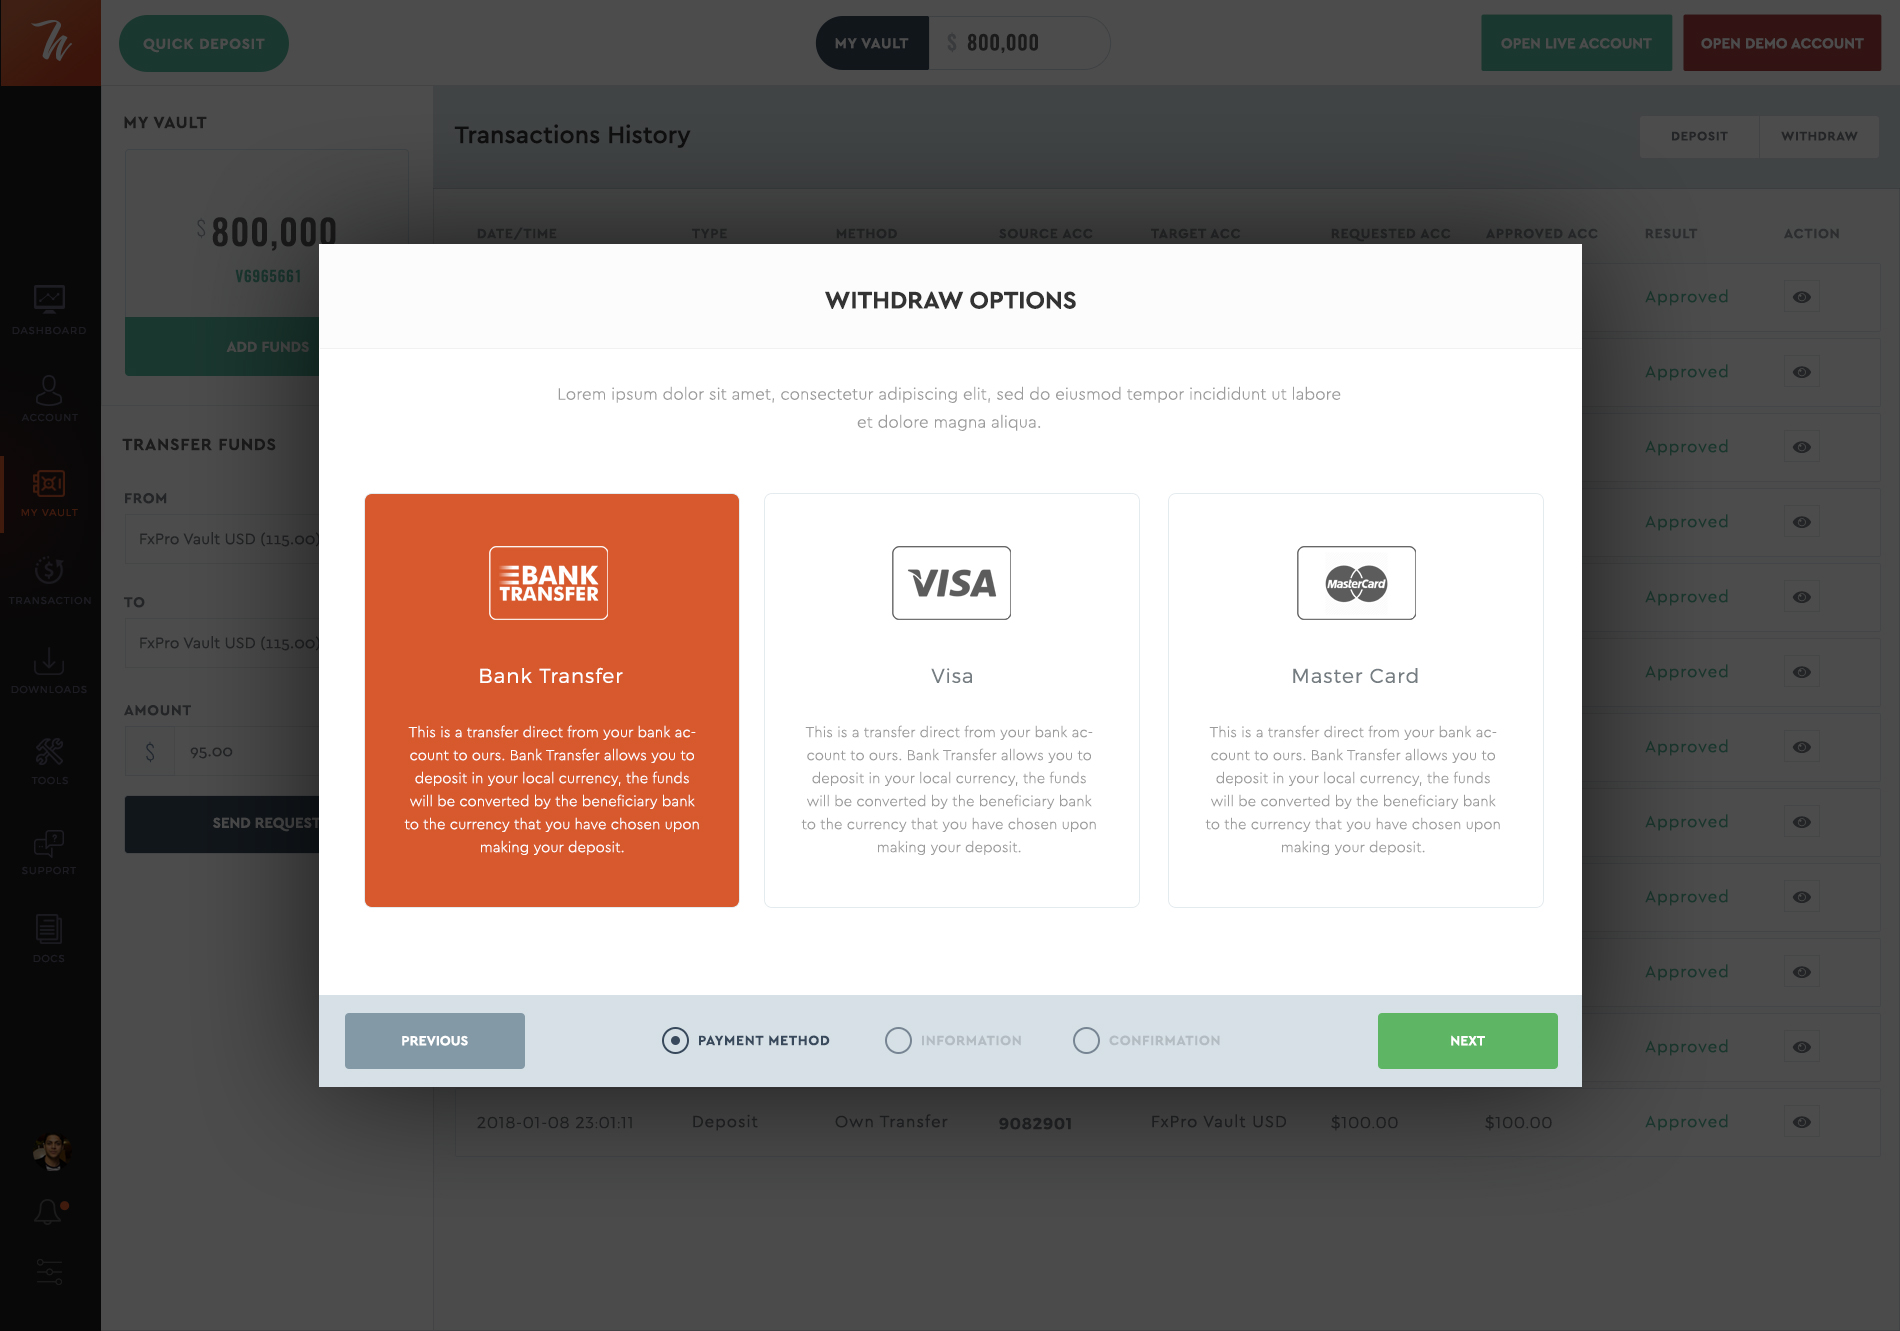 QUICK DEPOSIT
MY VAULT
$ 800,000
OPEN LIVE ACCOUNT
OPEN DEMO ACCOUNT
DASHBOARD
ACCOUNT
MY VAULT
TRANSACTION
DOWNLOADS
TOOLS
SUPPORT
DOCS
MY VAULT
$ 800,000
V6965661
ADD FUNDS
TRANSFER FUNDS
FROM
FxPro Vault USD (115.00)
TO
FxPro Vault USD (115.00)
AMOUNT
$ 95.00
SEND REQUEST
Transactions History
DEPOSIT
WITHDRAW
DATE/TIME TYPE METHOD SOURCE ACC TARGET ACC REQUESTED ACC APPROVED ACC RESULT ACTION
Approved
Approved
Approved
Approved
Approved
Approved
Approved
Approved
Approved
Approved
Approved
2018-01-08 23:01:11 Deposit Own Transfer 9082901 FxPro Vault USD $100.00 $100.00 Approved
WITHDRAW OPTIONS
Lorem ipsum dolor sit amet, consectetur adipiscing elit, sed do eiusmod tempor incididunt ut labore
et dolore magna aliqua.
BANK
TRANSFER
Bank Transfer
This is a transfer direct from your bank ac-
count to ours. Bank Transfer allows you to
deposit in your local currency, the funds
will be converted by the beneficiary bank
to the currency that you have chosen upon
making your deposit.
VISA
Visa
This is a transfer direct from your bank ac-
count to ours. Bank Transfer allows you to
deposit in your local currency, the funds
will be converted by the beneficiary bank
to the currency that you have chosen upon
making your deposit.
MasterCard
Master Card
This is a transfer direct from your bank ac-
count to ours. Bank Transfer allows you to
deposit in your local currency, the funds
will be converted by the beneficiary bank
to the currency that you have chosen upon
making your deposit.
PREVIOUS
PAYMENT METHOD
INFORMATION
CONFIRMATION
NEXT